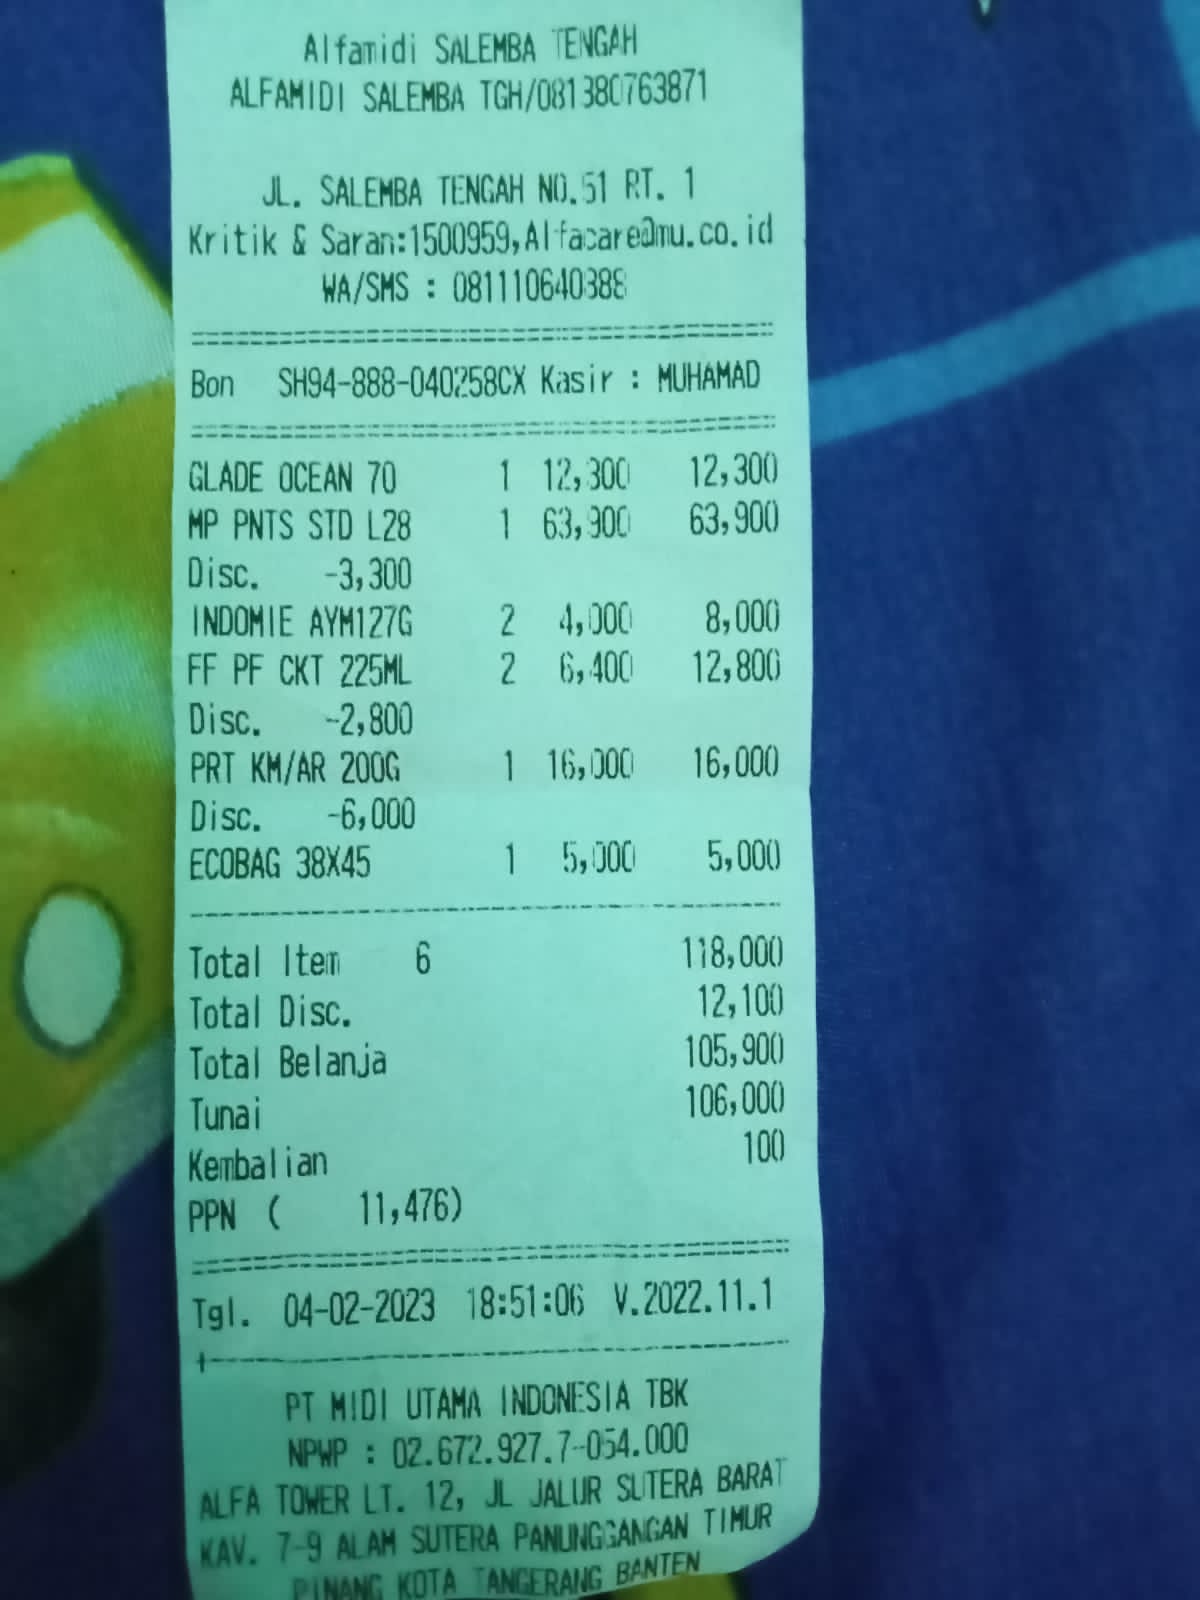 Alfamidi SALEMBA TENGAH
ALFAMIDI SALEMBA TGH/081380763871
JL. SALEMBA TENGAH NO.51 RT. 1
Kritik & Saran:1500959,Alfacare@mu.co.id
WA/SMS : 081110640888
Bon SH94-888-040258CX Kasir : MUHAMAD
GLADE OCEAN 70 1 12,300 12,300
MP PNTS STD L28 1 63,900 63,900
Disc. -3,300
INDOMIE AYM127G 2 4,000 8,000
FF PF CKT 225ML 2 6,400 12,800
Disc. -2,800
PRT KM/AR 200G 1 16,000 16,000
Disc. -6,000
ECOBAG 38X45 1 5,000 5,000
Total Item 6 118,000
Total Disc. 12,100
Total Belanja 105,900
Tunai 106,000
Kembalian 100
PPN ( 11,476)
Tgl. 04-02-2023 18:51:06 V.2022.11.1
PT MIDI UTAMA INDONESIA TBK
NPWP : 02.672.927.7-054.000
ALFA TOWER LT. 12, JL JALUR SUTERA BARAT
KAV. 7-9 ALAM SUTERA PANUNGGANGAN TIMUR
PINANG KOTA TANGERANG BANTEN